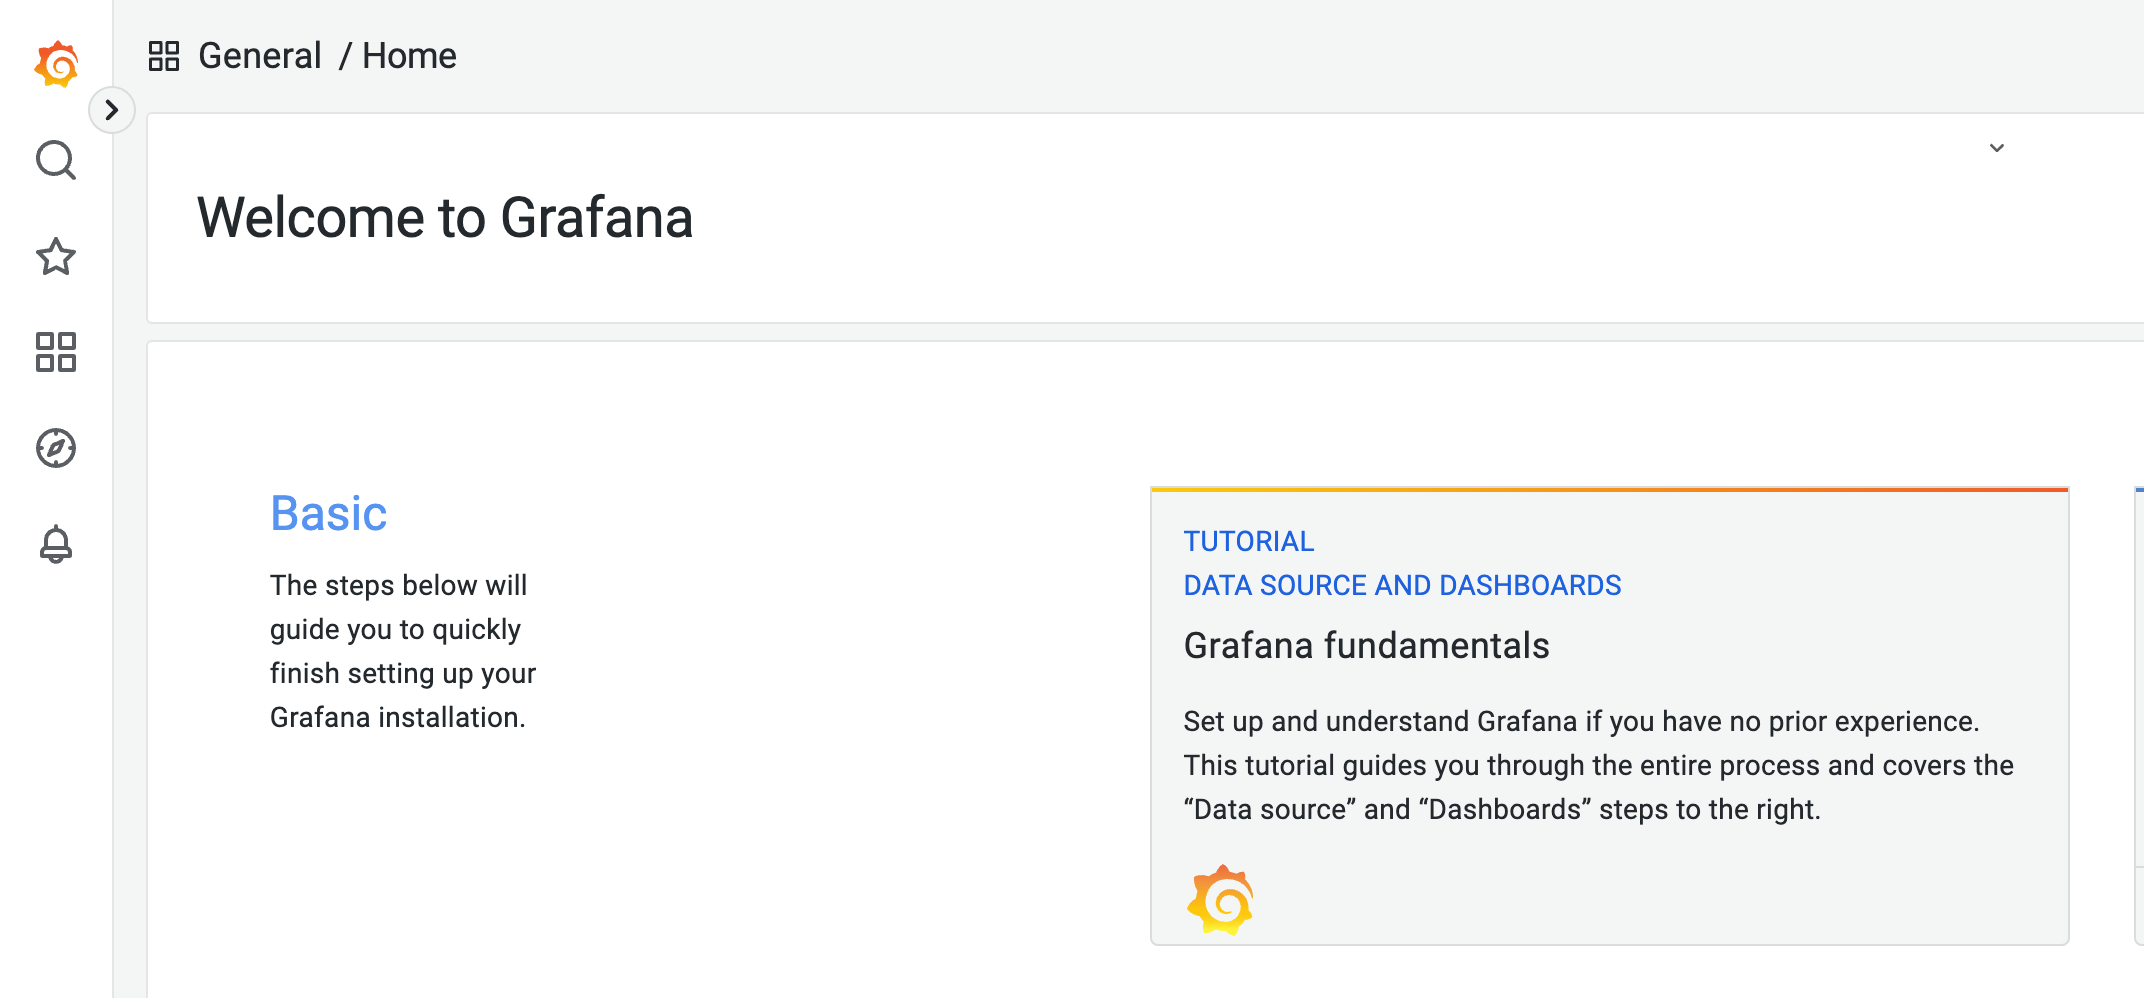 General / Home
Welcome to Grafana
Basic
The steps below will
guide you to quickly
finish setting up your
Grafana installation.
TUTORIAL
DATA SOURCE AND DASHBOARDS
Grafana fundamentals
Set up and understand Grafana if you have no prior experience.
This tutorial guides you through the entire process and covers the
“Data source” and “Dashboards” steps to the right.